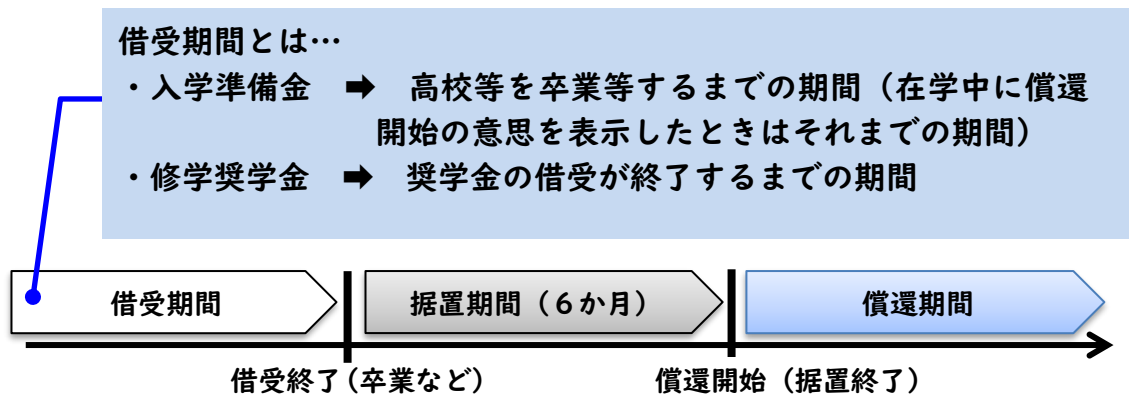 借受期間とは…
・入学準備金　➡　高校等を卒業等するまでの期間（在学中に償還
開始の意思を表示したときはそれまでの期間）
・修学奨学金　➡　奨学金の借受が終了するまでの期間
借受期間
据置期間（６か月）
償還期間
借受終了（卒業など）
償還開始（据置終了）